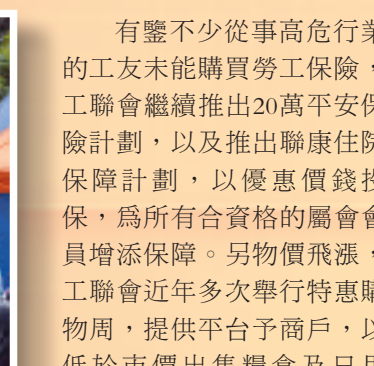 有鑒不少從事高危行業
的工友未能購買勞工保險，
工聯會繼續推出20萬平安保
險計劃，以及推出聯康住院
保障計劃，以優惠價錢投
保，為所有合資格的屬會會
員增添保障。另物價飛漲，
工聯會近年多次舉行特惠購
物周，提供平台予商戶，以
低於市價出售糧食及日用